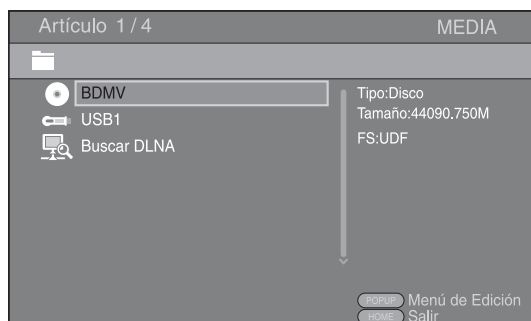 Artículo 1/4
MEDIA
BDMV
USB1
Buscar DLNA
Tipo:Disco
Tamaño:44090.750M
FS:UDF
POPUP Menú de Edición
HOME Salir